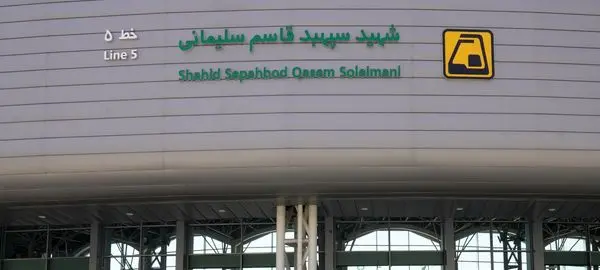 خط ۵
Line 5
شهید سپهبد قاسم سلیمانی
Shahid Sepahbod Qasem Soleimani